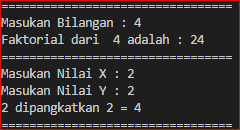 =================================
Masukan Bilangan : 4
Faktorial dari  4 adalah : 24
=================================
Masukan Nilai X : 2
Masukan Nilai Y : 2
2 dipangkatkan 2 = 4
=================================